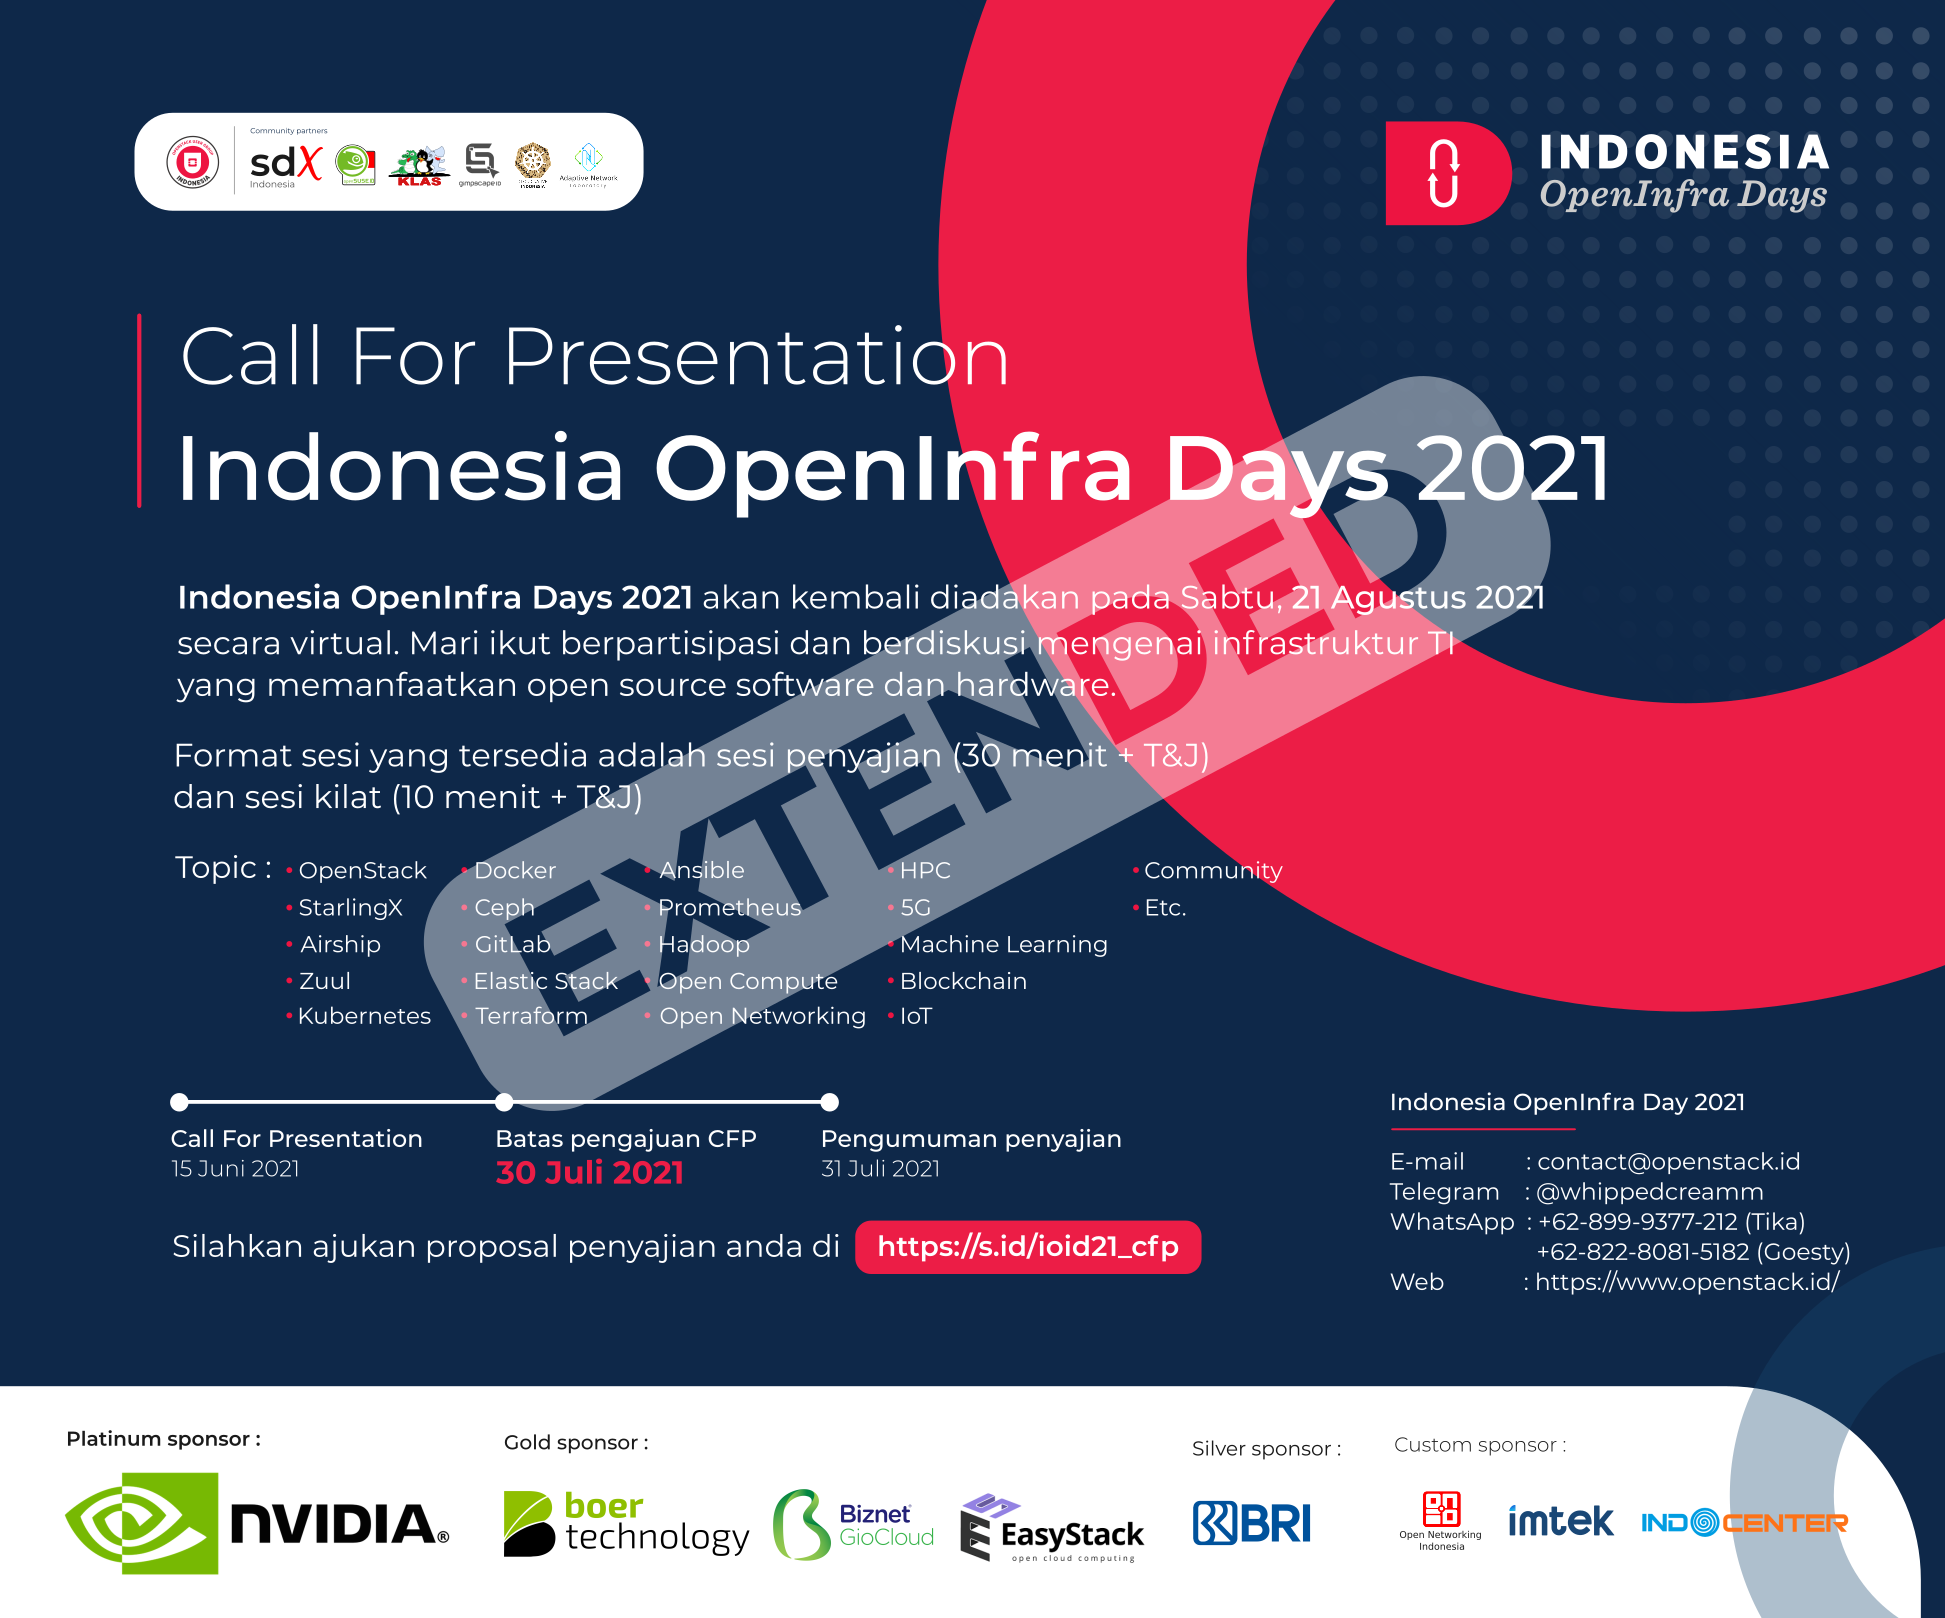 Community partners
INDONESIA
sdX
Indonesia
openSUSE ID
KLAS
gimpscape ID
INDONESIA
Adaptive Network
Laboratory
INDONESIA
OpenInfra Days
Call For Presentation
Indonesia OpenInfra Days 2021
EXTENDED
Indonesia OpenInfra Days 2021 akan kembali diadakan pada Sabtu, 21 Agustus 2021
secara virtual. Mari ikut berpartisipasi dan berdiskusi mengenai infrastruktur TI
yang memanfaatkan open source software dan hardware.
Format sesi yang tersedia adalah sesi penyajian (30 menit + T&J)
dan sesi kilat (10 menit + T&J)
Topic :
• OpenStack
• StarlingX
• Airship
• Zuul
• Kubernetes
• Docker
• Ceph
• GitLab
• Elastic Stack
• Terraform
• Ansible
• Prometheus
• Hadoop
• Open Compute
• Open Networking
• HPC
• 5G
• Machine Learning
• Blockchain
• IoT
• Community
• Etc.
Call For Presentation
15 Juni 2021
Batas pengajuan CFP
30 Juli 2021
Pengumuman penyajian
31 Juli 2021
Silahkan ajukan proposal penyajian anda di https://s.id/ioid21_cfp
Indonesia OpenInfra Day 2021
E-mail : contact@openstack.id
Telegram : @whippedcreamm
WhatsApp : +62-899-9377-212 (Tika)
+62-822-8081-5182 (Goesty)
Web : https://www.openstack.id/
Platinum sponsor :
NVIDIA®
Gold sponsor :
boer
technology
Biznet
GioCloud
EasyStack
open cloud computing
Silver sponsor :
BRI
Custom sponsor :
Open Networking
Indonesia
imtek
INDOCENTER